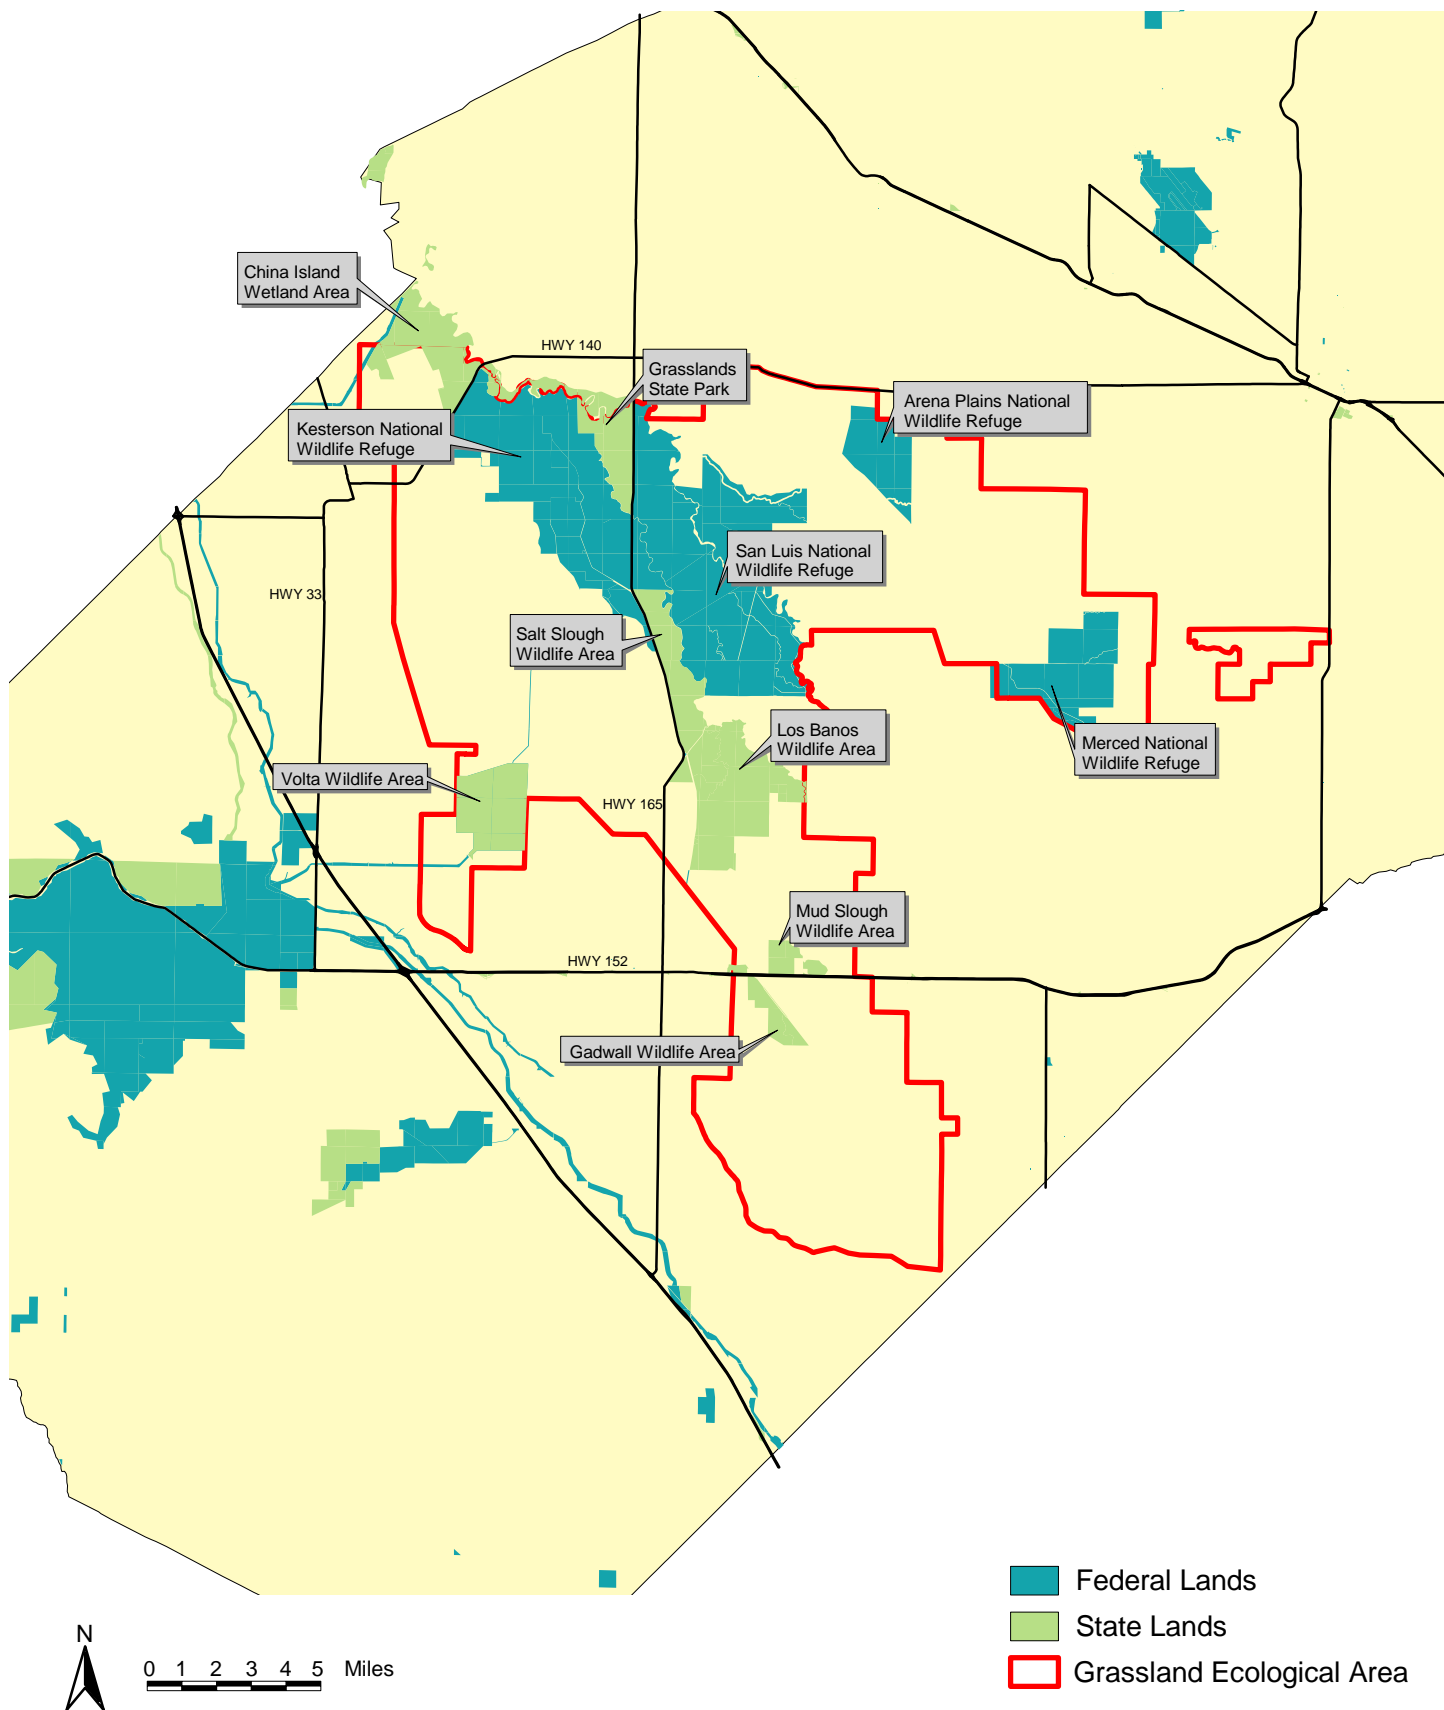 China Island
Wetland Area
HWY 140
Grasslands
State Park
Arena Plains National
Wildlife Refuge
Kesterson National
Wildlife Refuge
San Luis National
Wildlife Refuge
HWY 33
Salt Slough
Wildlife Area
Los Banos
Wildlife Area
Merced National
Wildlife Refuge
Volta Wildlife Area
HWY 165
Mud Slough
Wildlife Area
HWY 152
Gadwall Wildlife Area
Federal Lands
State Lands
Grassland Ecological Area
N
0 1 2 3 4 5 Miles